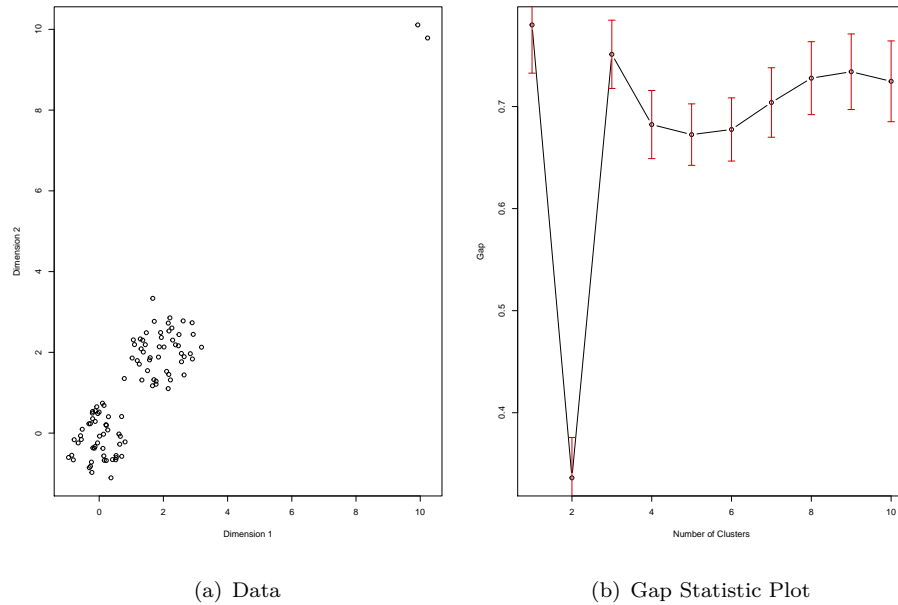 Dimension 2
10
8
6
4
2
0
0 2 4 6 8 10
Dimension 1
Gap
0.7
0.6
0.5
0.4
2 4 6 8 10
Number of Clusters
(a) Data
(b) Gap Statistic Plot